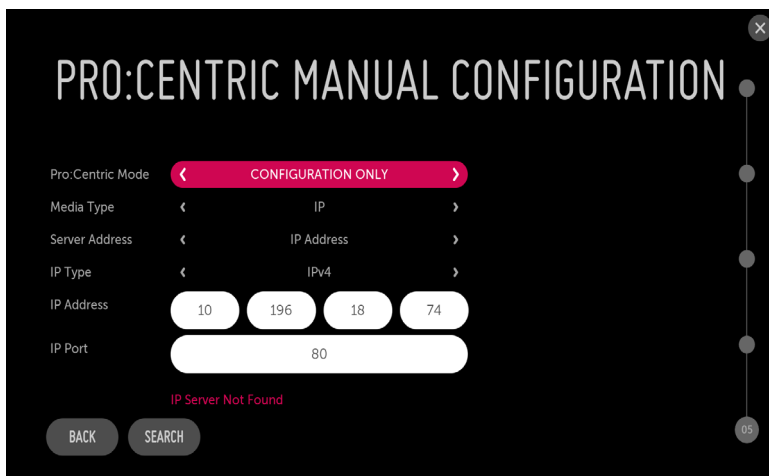 PRO:CENTRIC MANUAL CONFIGURATION
Pro:Centric Mode ‹ CONFIGURATION ONLY ›
Media Type ‹ IP ›
Server Address ‹ IP Address ›
IP Type ‹ IPv4 ›
IP Address 10 196 18 74
IP Port 80
IP Server Not Found
BACK SEARCH
05